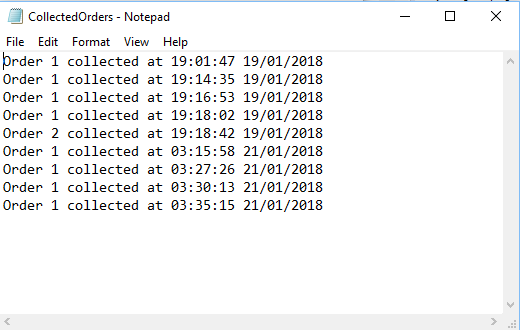 CollectedOrders - Notepad
File Edit Format View Help
Order 1 collected at 19:01:47 19/01/2018
Order 1 collected at 19:14:35 19/01/2018
Order 1 collected at 19:16:53 19/01/2018
Order 1 collected at 19:18:02 19/01/2018
Order 2 collected at 19:18:42 19/01/2018
Order 1 collected at 03:15:58 21/01/2018
Order 1 collected at 03:27:26 21/01/2018
Order 1 collected at 03:30:13 21/01/2018
Order 1 collected at 03:35:15 21/01/2018